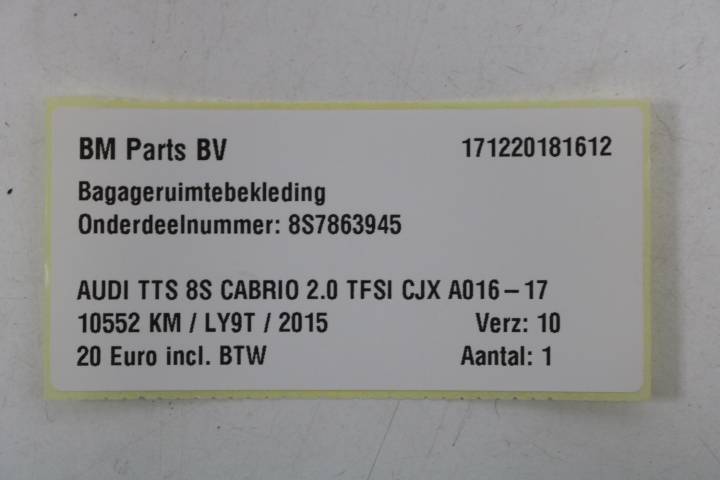 BM Parts BV 171220181612
Bagageruimtebekleding
Onderdeelnummer: 8S7863945
AUDI TTS 8S CABRIO 2.0 TFSI CJX A016-17
10552 KM / LY9T / 2015 Verz: 10
20 Euro incl. BTW Aantal: 1